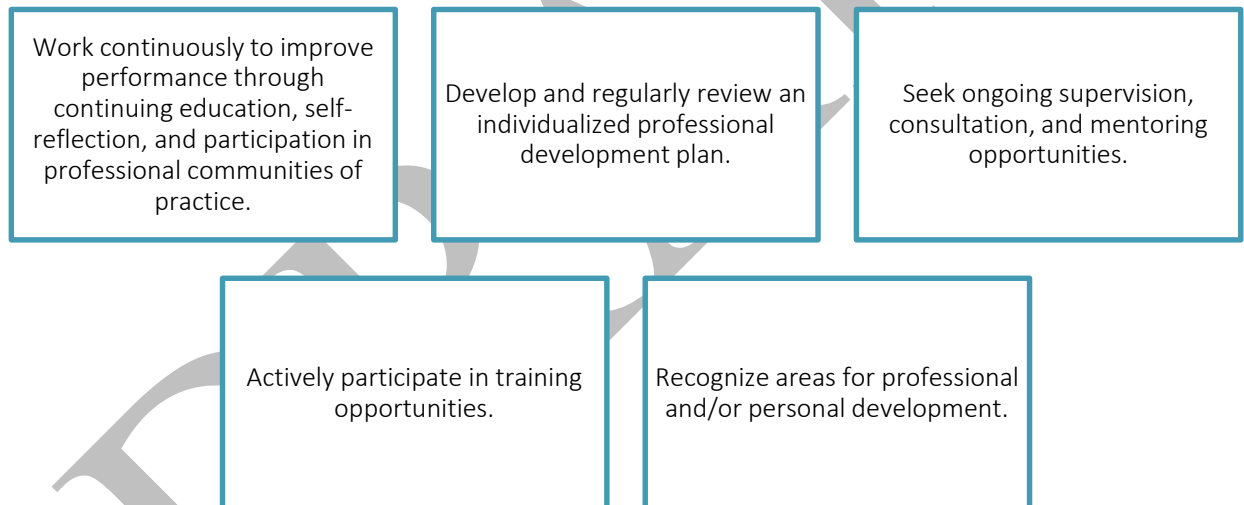 Work continuously to improve
performance through
continuing education, self-
reflection, and participation in
professional communities of
practice.
Develop and regularly review an
individualized professional
development plan.
Seek ongoing supervision,
consultation, and mentoring
opportunities.
Actively participate in training
opportunities.
Recognize areas for professional
and/or personal development.